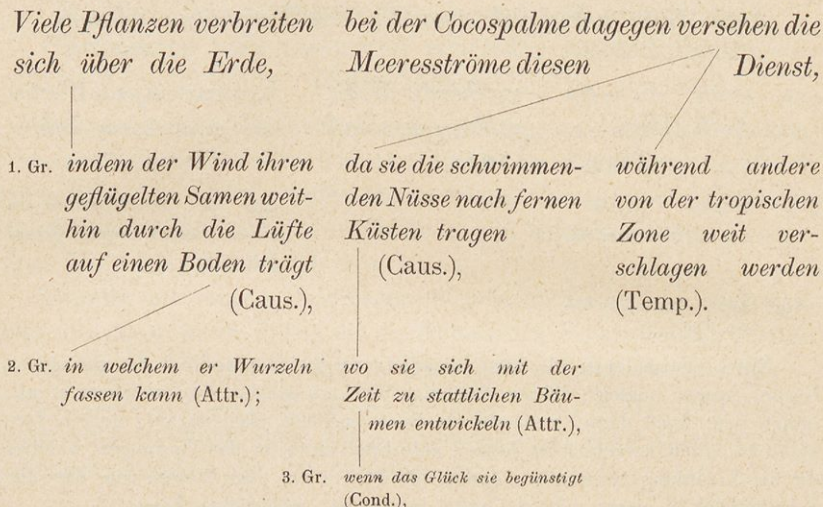 Viele Pflanzen verbreiten
sich über die Erde,
bei der Cocospalme dagegen versehen die
Meeresströme diesen Dienst,
1. Gr. indem der Wind ihren
geflügelten Samen weit-
hin durch die Lüfte
auf einen Boden trägt
(Caus.),
da sie die schwimmen-
den Nüsse nach fernen
Küsten tragen
(Caus.),
während andere
von der tropischen
Zone weit ver-
schlagen werden
(Temp.).
2. Gr. in welchem er Wurzeln
fassen kann (Attr.);
wo sie sich mit der
Zeit zu stattlichen Bäu-
men entwickeln (Attr.),
3. Gr. wenn das Glück sie begünstigt
(Cond.),